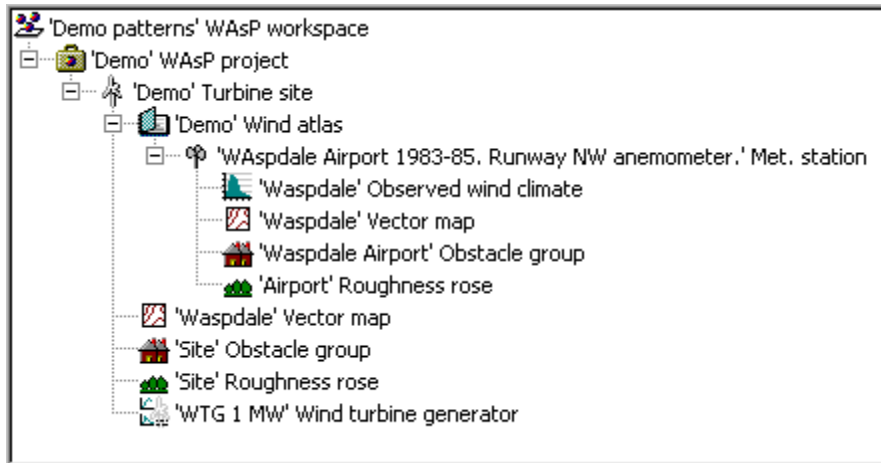 'Demo patterns' WAsP workspace
'Demo' WAsP project
'Demo' Turbine site
'Demo' Wind atlas
'WAspdale Airport 1983-85. Runway NW anemometer.' Met. station
'Waspdale' Observed wind climate
'Waspdale' Vector map
'Waspdale Airport' Obstacle group
'Airport' Roughness rose
'Waspdale' Vector map
'Site' Obstacle group
'Site' Roughness rose
'WTG 1 MW' Wind turbine generator